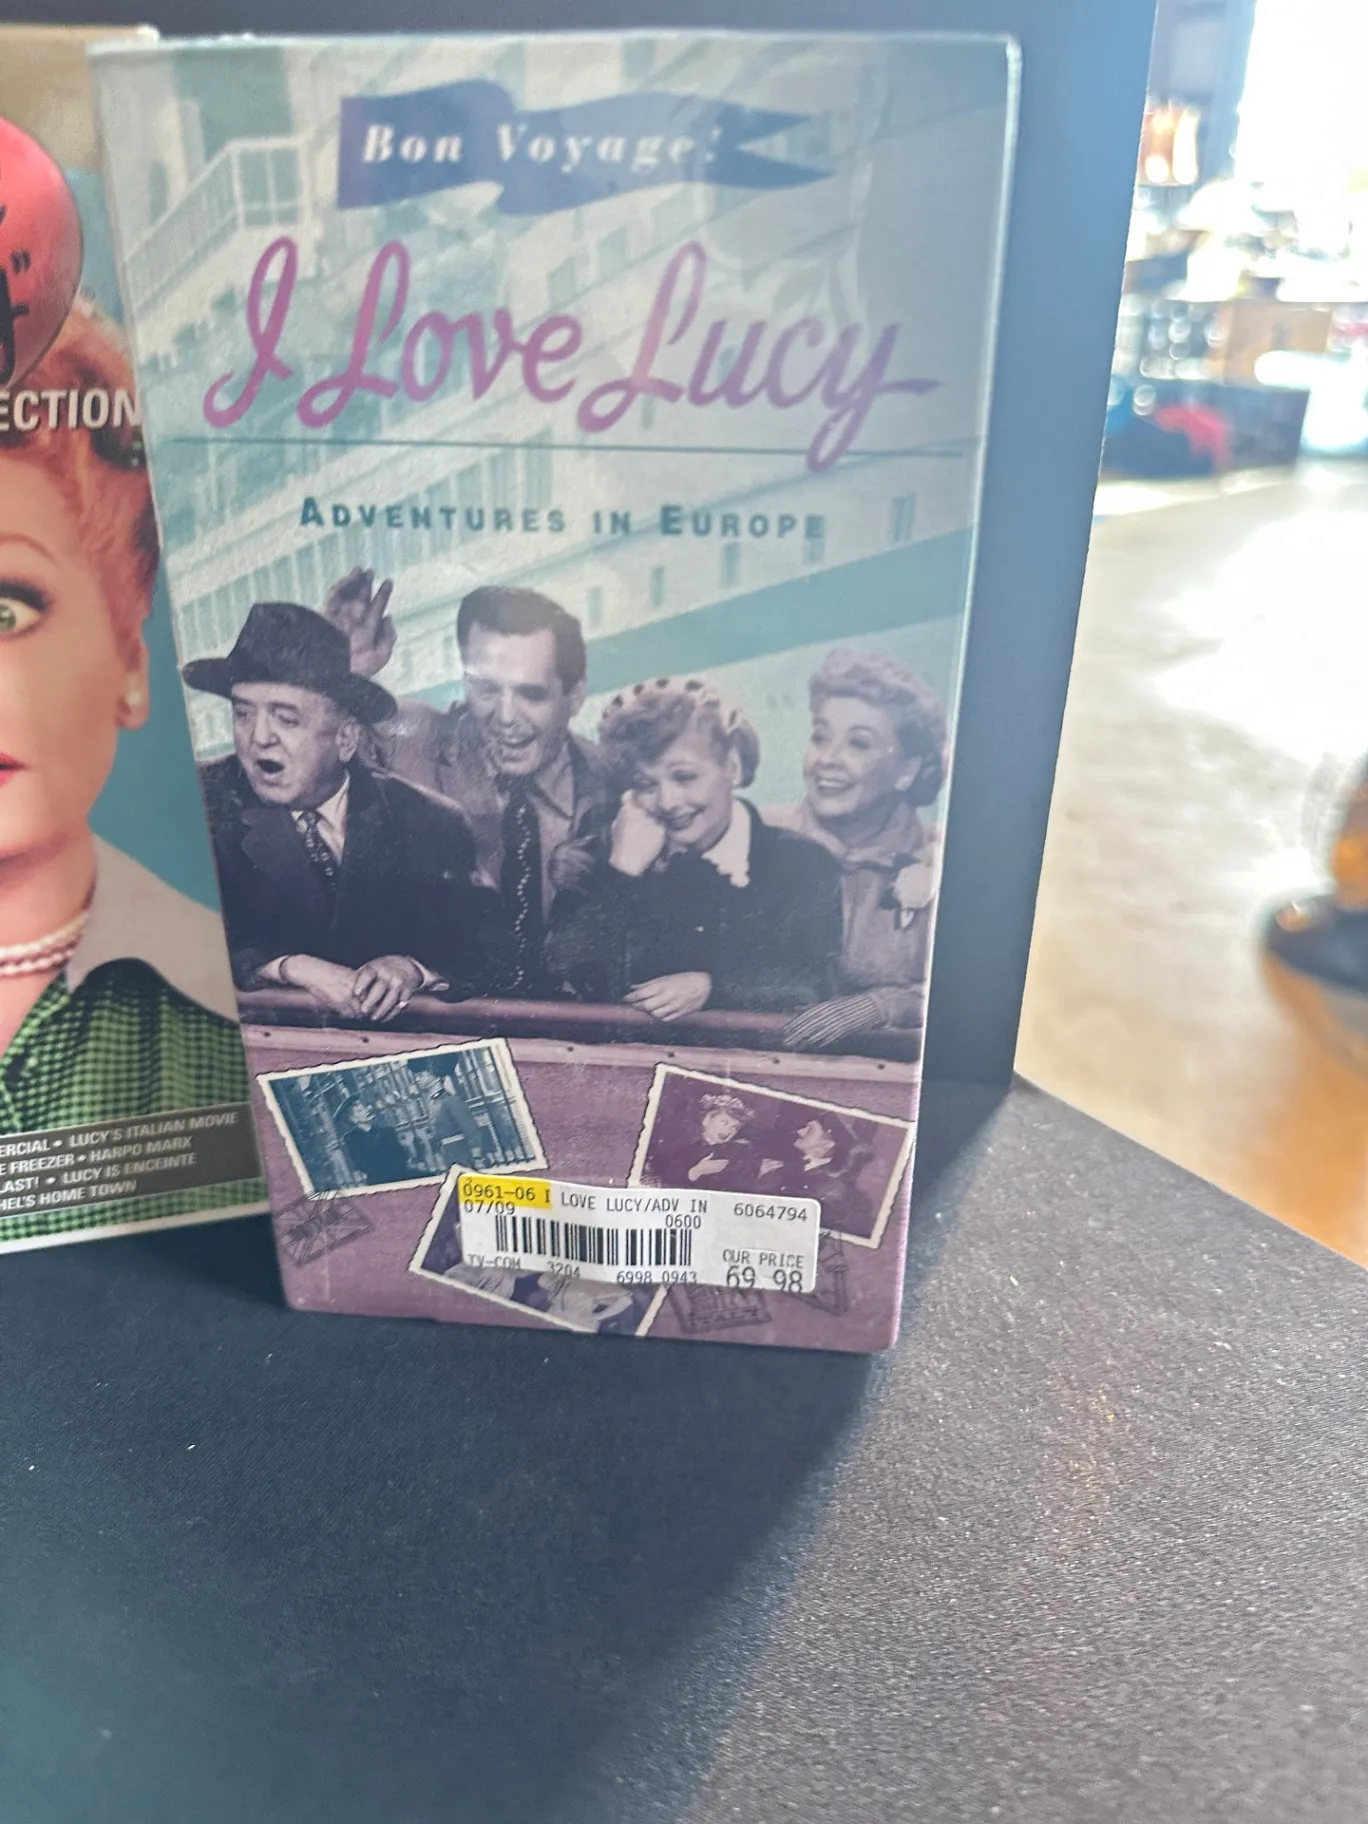 Bon Voyage!
I Love Lucy
ADVENTURES IN EUROPE
0961-06 I LOVE LUCY/ADV IN 6064794
07/09 0600
TV-COM 3204 6998 0943 OUR PRICE
69 98
ECTION
ERCIAL • LUCY'S ITALIAN MOVIE
E FREEZER • HARPO MARX
LAST! • LUCY IS ENCEINTE
HEL'S HOME TOWN